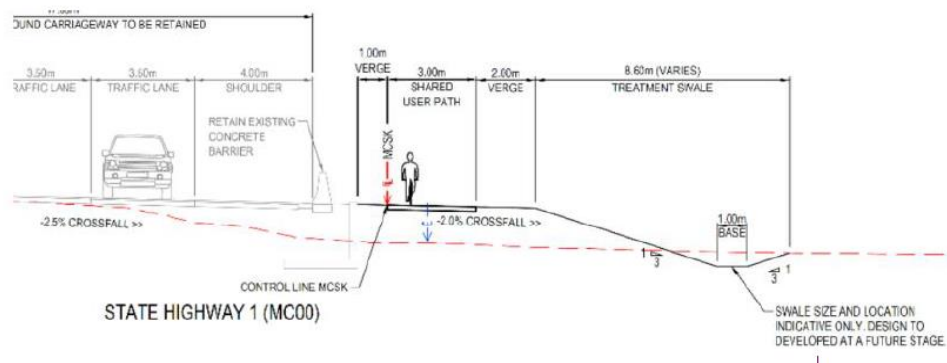 OUND CARRIAGEWAY TO BE RETAINED
3.50m 3.50m 4.00m
RAFFIC LANE TRAFFIC LANE SHOULDER
1.00m
VERGE
3.00m
SHARED
USER PATH
2.00m
VERGE
8.60m (VARIES)
TREATMENT SWALE
RETAIN EXISTING
CONCRETE
BARRIER
MCSK
-2.5% CROSSFALL >>
-2.0% CROSSFALL >>
1.00m
BASE
1
3
3
1
CONTROL LINE MCSK
STATE HIGHWAY 1 (MC00)
SWALE SIZE AND LOCATION
INDICATIVE ONLY. DESIGN TO
DEVELOPED AT A FUTURE STAGE